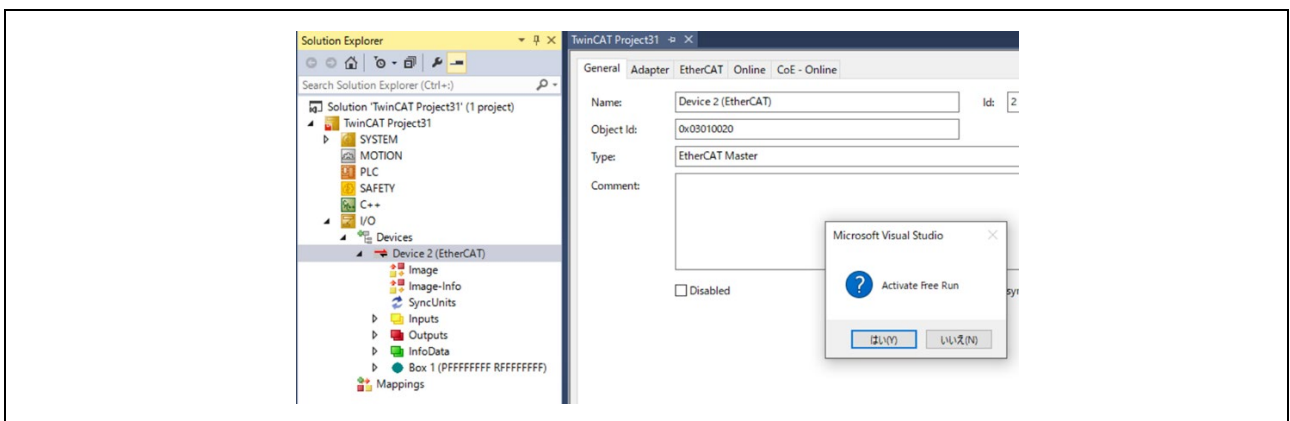 Solution Explorer
Search Solution Explorer (Ctrl+:)
Solution 'TwinCAT Project31' (1 project)
TwinCAT Project31
SYSTEM
MOTION
PLC
SAFETY
C++
I/O
Devices
Device 2 (EtherCAT)
Image
Image-Info
SyncUnits
Inputs
Outputs
InfoData
Box 1 (PFFFFFFFF RFFFFFFFF)
Mappings
TwinCAT Project31
General Adapter EtherCAT Online CoE - Online
Name: Device 2 (EtherCAT) Id: 2
Object Id: 0x03010020
Type: EtherCAT Master
Comment:
Disabled
Microsoft Visual Studio
Activate Free Run
はい(Y) いいえ(N)